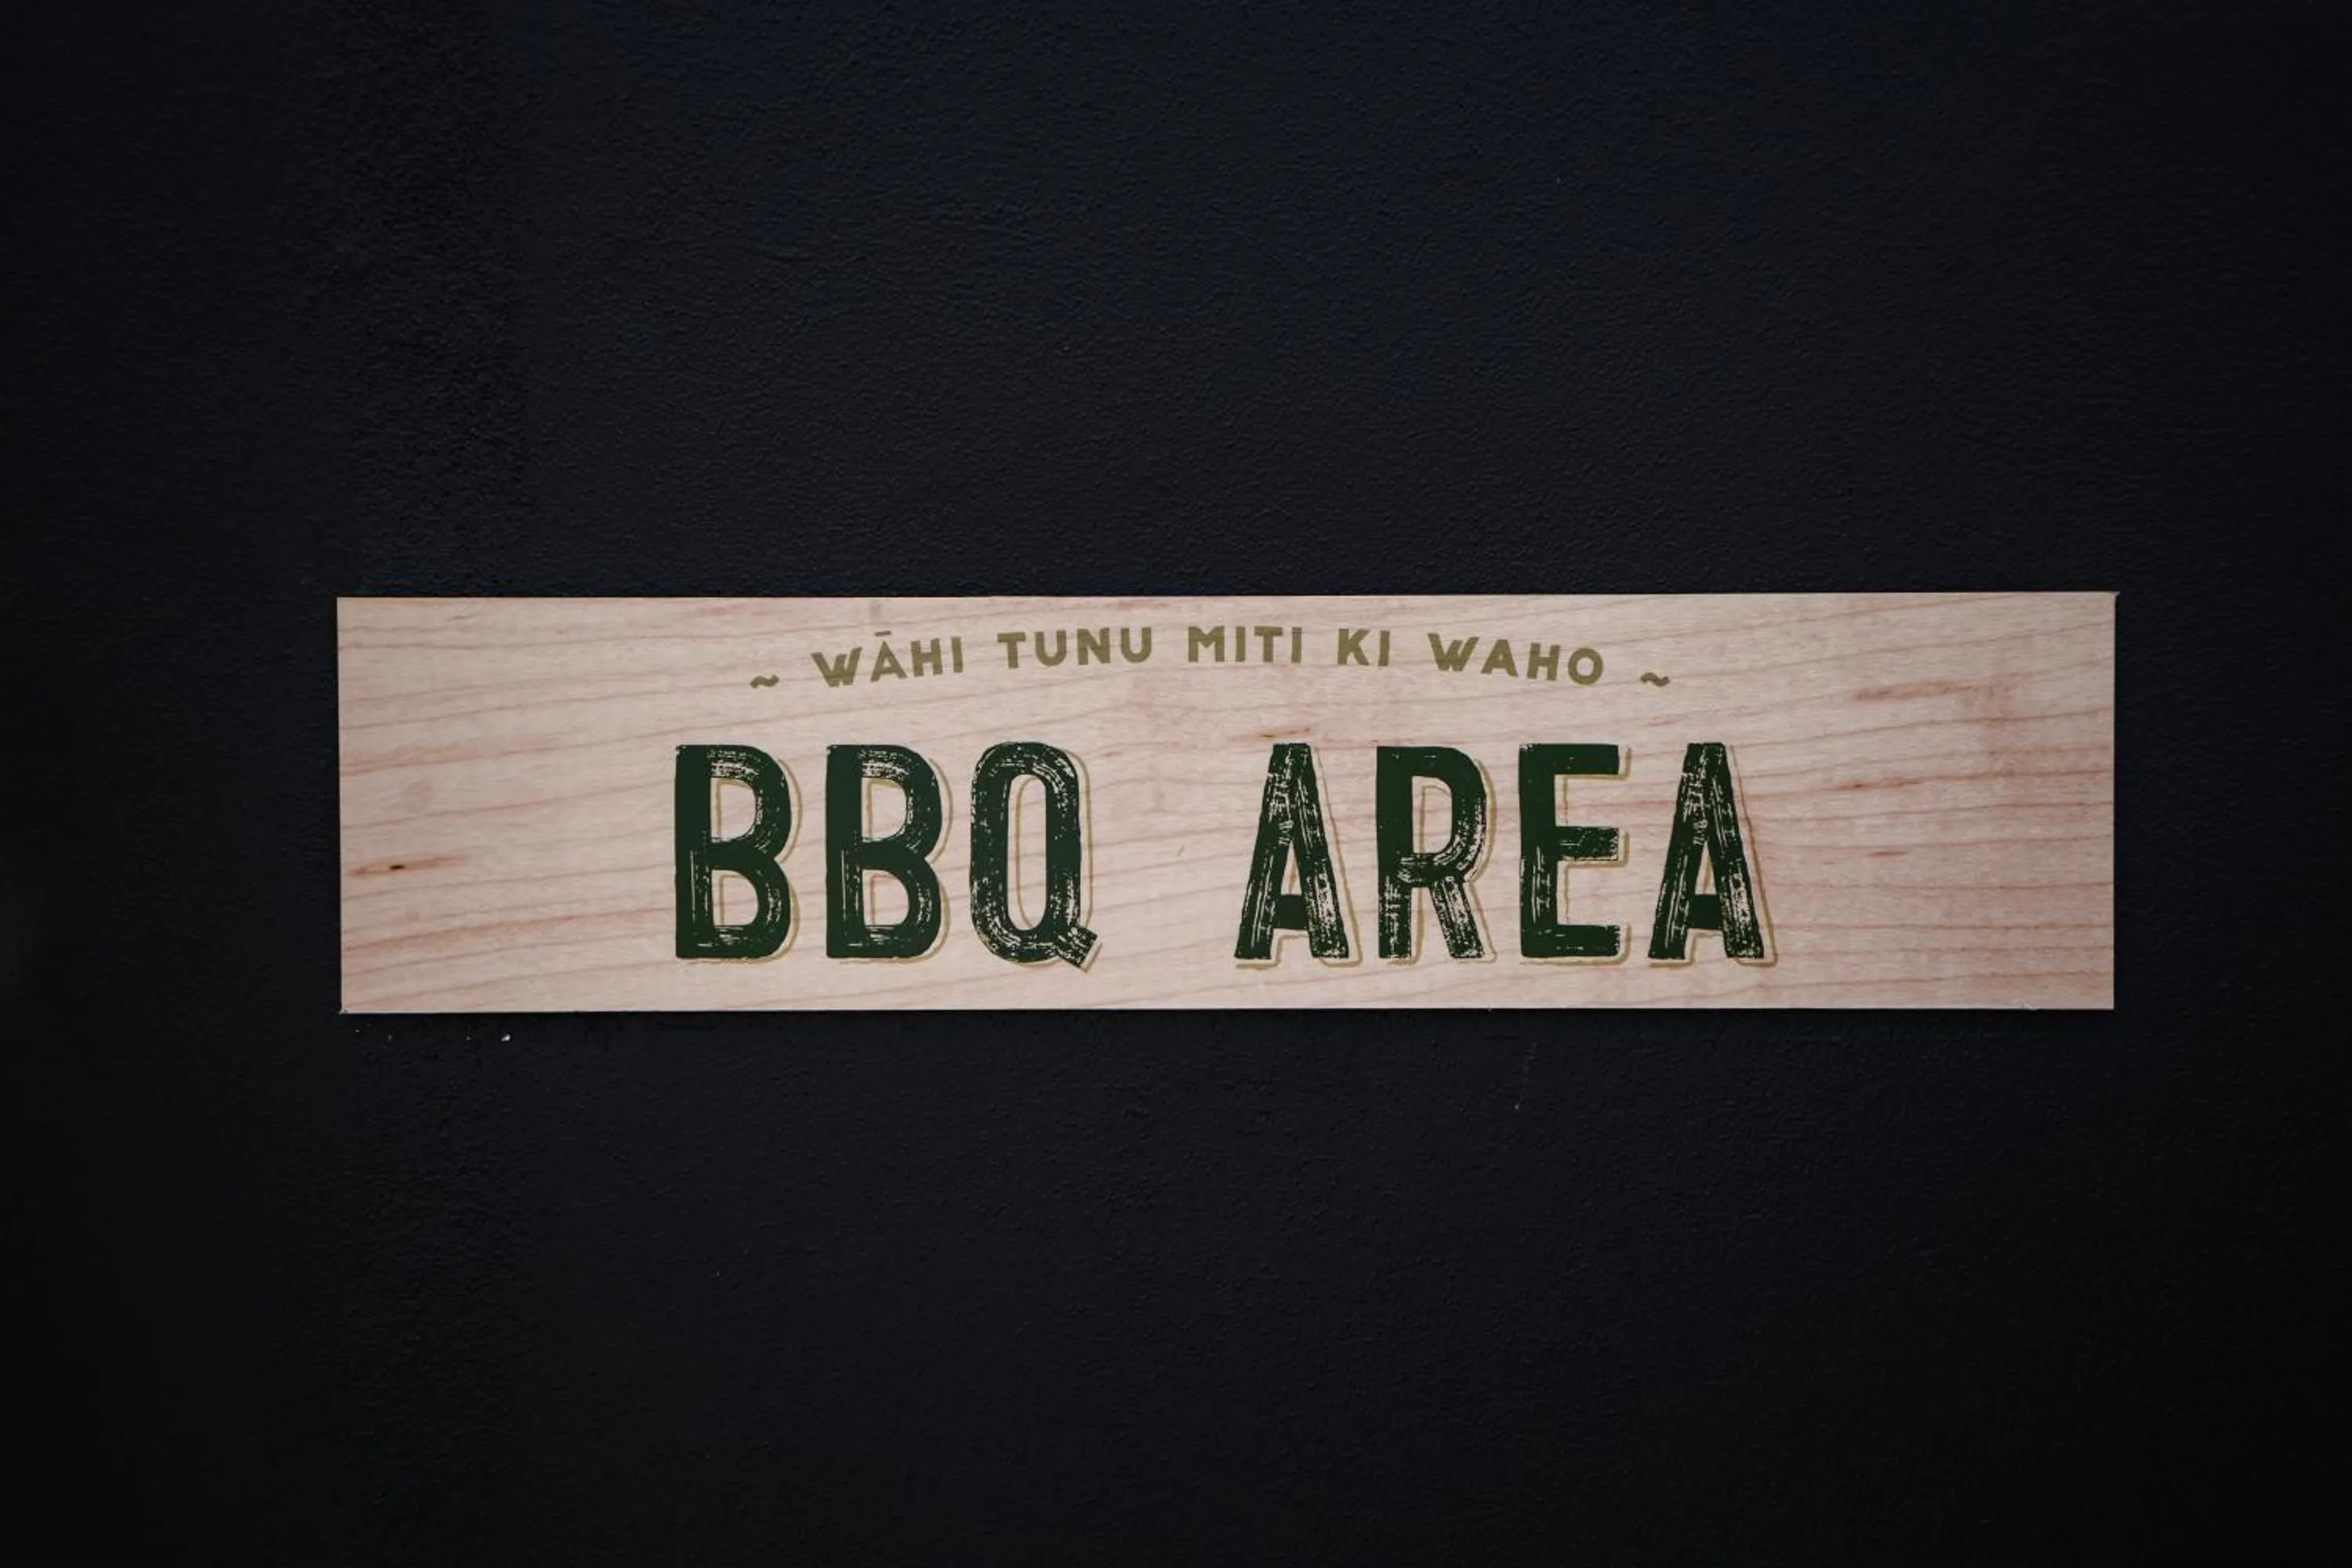 ~ WĀHI TUNU MITI KI WAHO ~
BBQ AREA